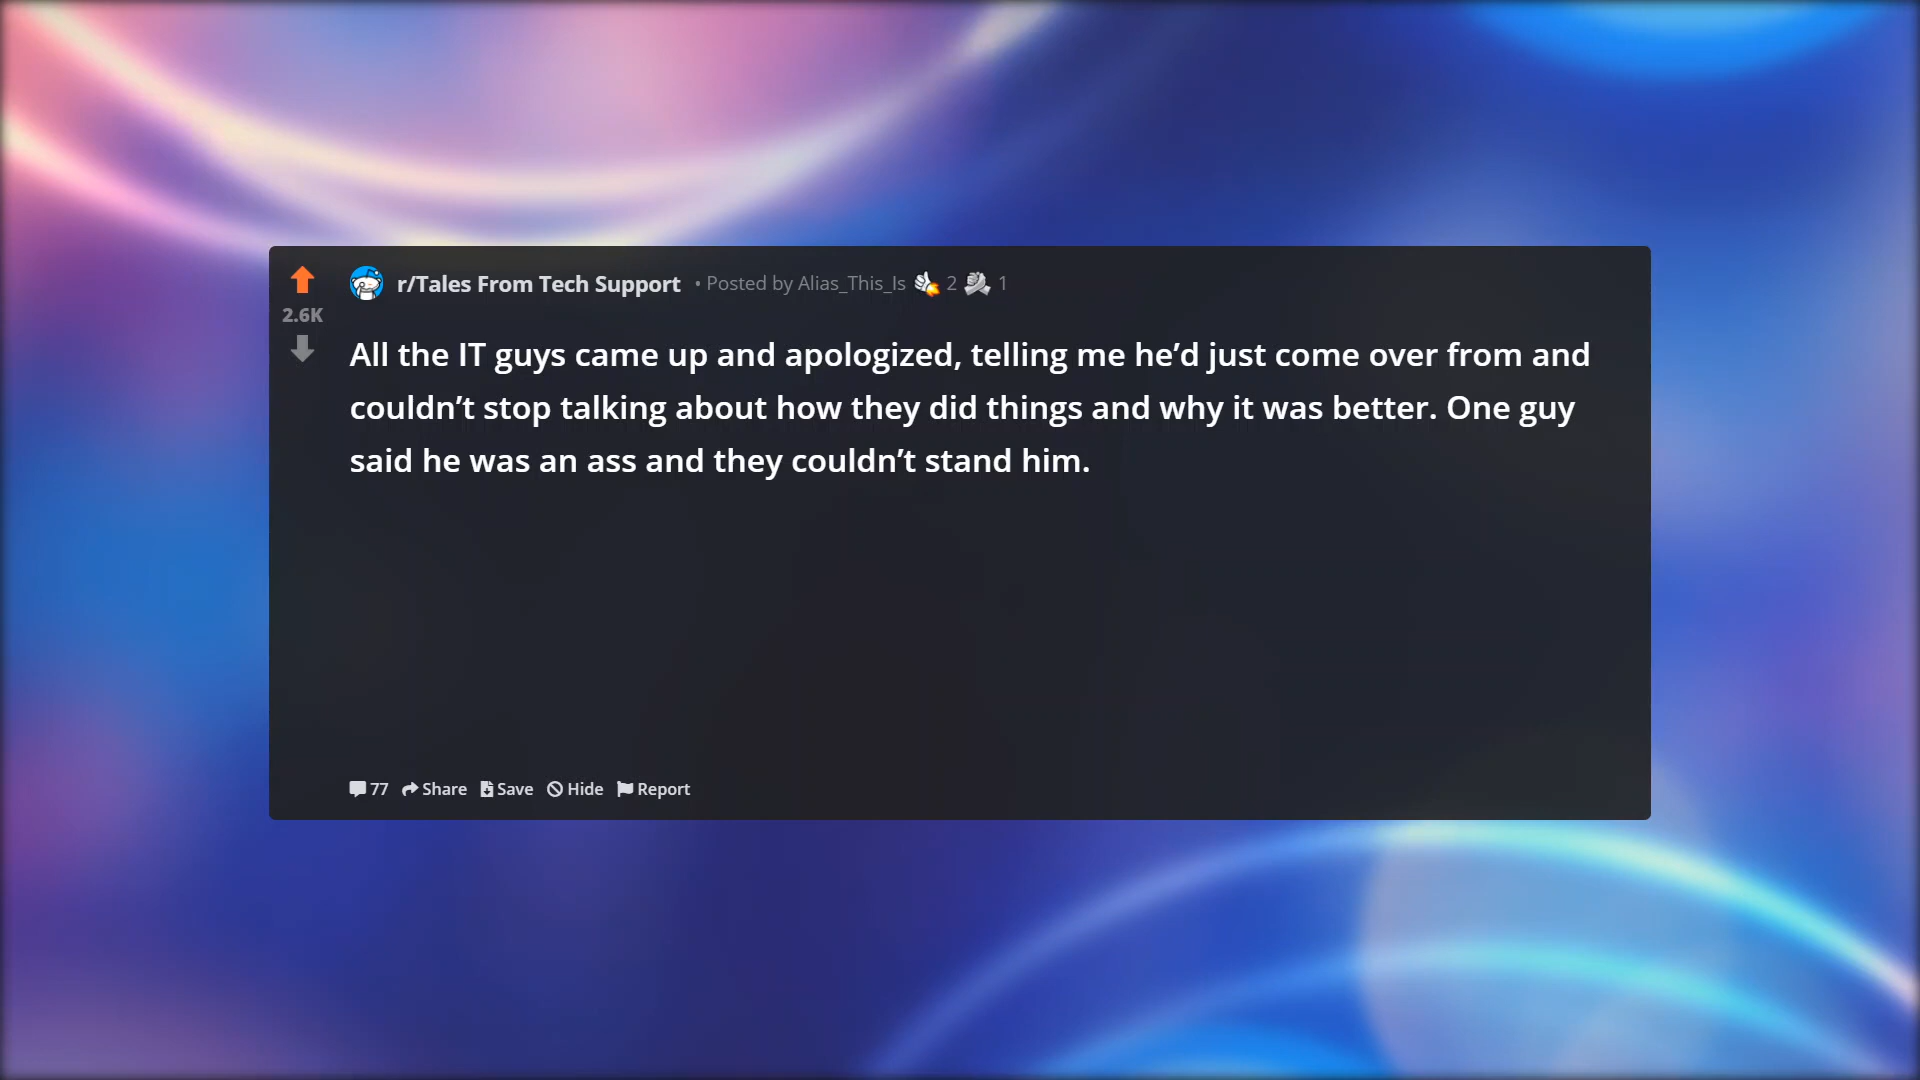 r/Tales From Tech Support • Posted by Alias_This_Is 2 1
2.6K
All the IT guys came up and apologized, telling me he’d just come over from and
couldn’t stop talking about how they did things and why it was better. One guy
said he was an ass and they couldn’t stand him.
77 Share Save Hide Report